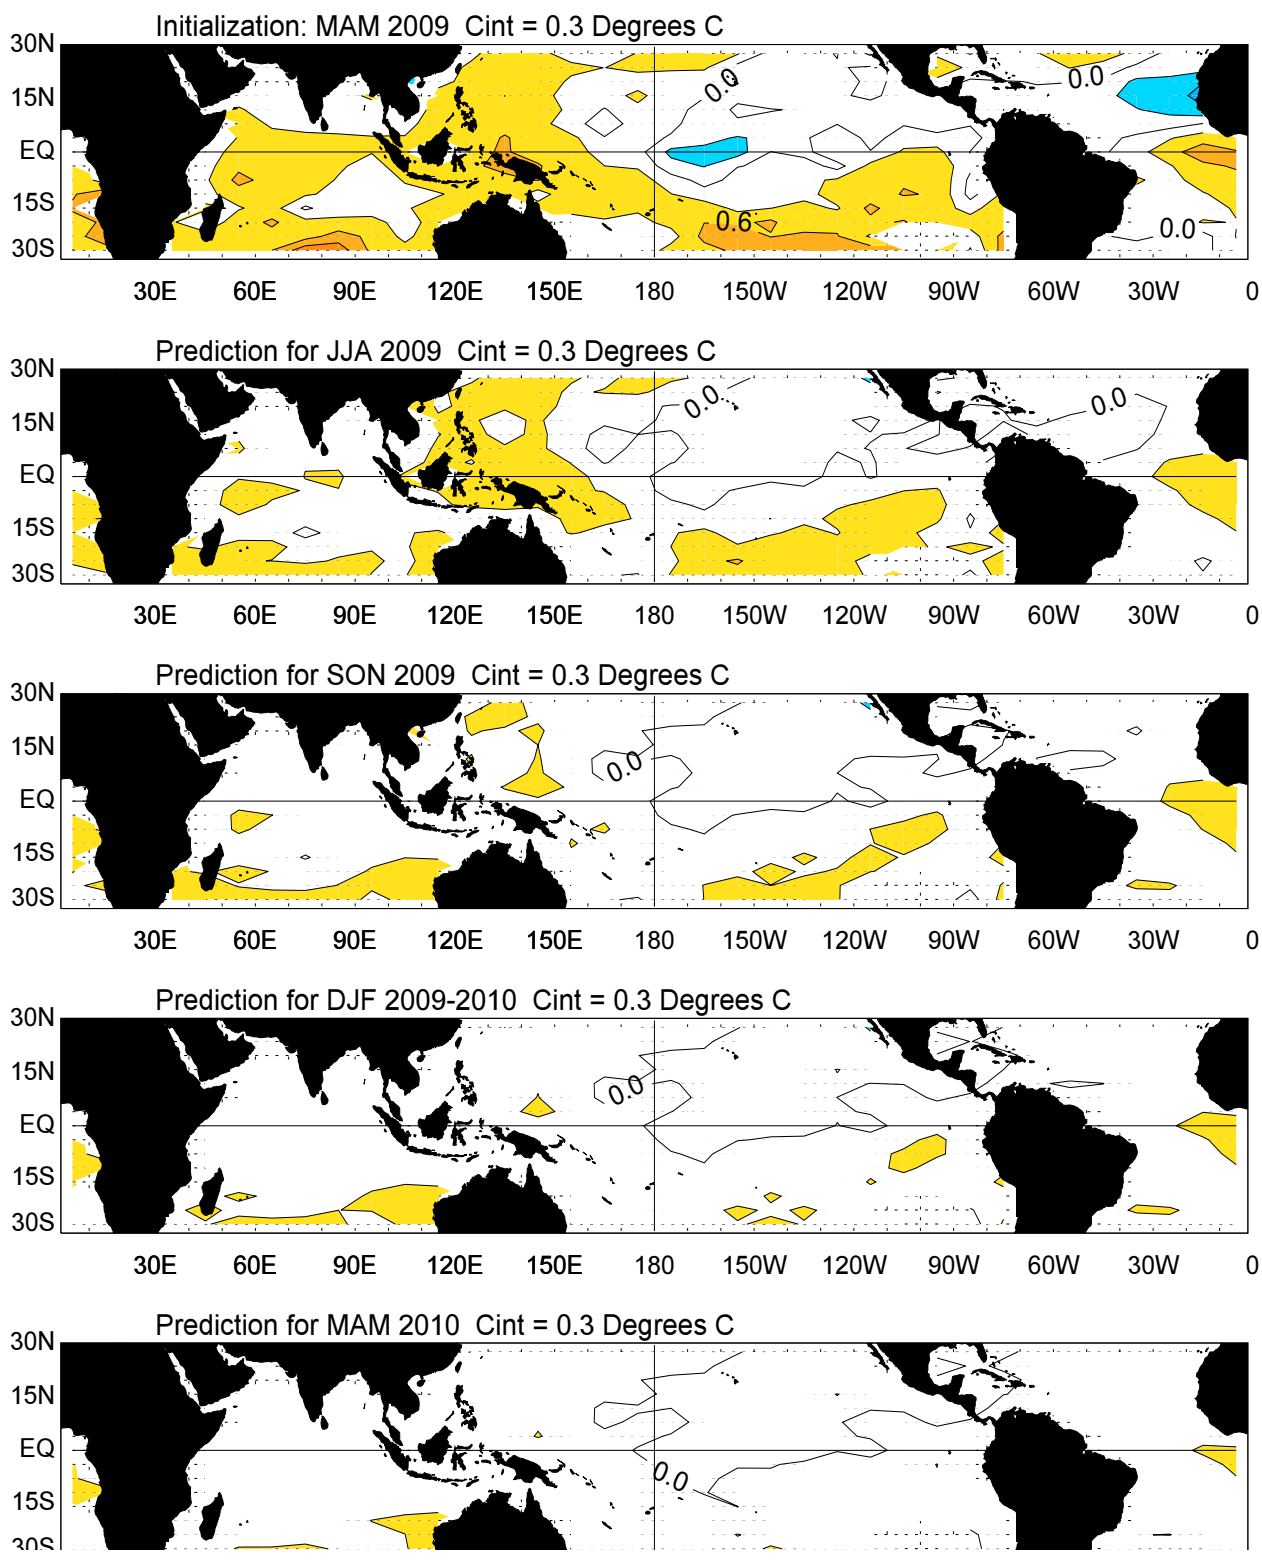 Initialization: MAM 2009 Cint = 0.3 Degrees C
30N
15N
EQ
15S
30S
0.0
0.0
0.6
0.0
30E 60E 90E 120E 150E 180 150W 120W 90W 60W 30W 0
Prediction for JJA 2009 Cint = 0.3 Degrees C
30N
15N
EQ
15S
30S
0.0
0.0
30E 60E 90E 120E 150E 180 150W 120W 90W 60W 30W 0
Prediction for SON 2009 Cint = 0.3 Degrees C
30N
15N
EQ
15S
30S
0.0
30E 60E 90E 120E 150E 180 150W 120W 90W 60W 30W 0
Prediction for DJF 2009-2010 Cint = 0.3 Degrees C
30N
15N
EQ
15S
30S
0.0
30E 60E 90E 120E 150E 180 150W 120W 90W 60W 30W 0
Prediction for MAM 2010 Cint = 0.3 Degrees C
30N
15N
EQ
15S
30S
0.0